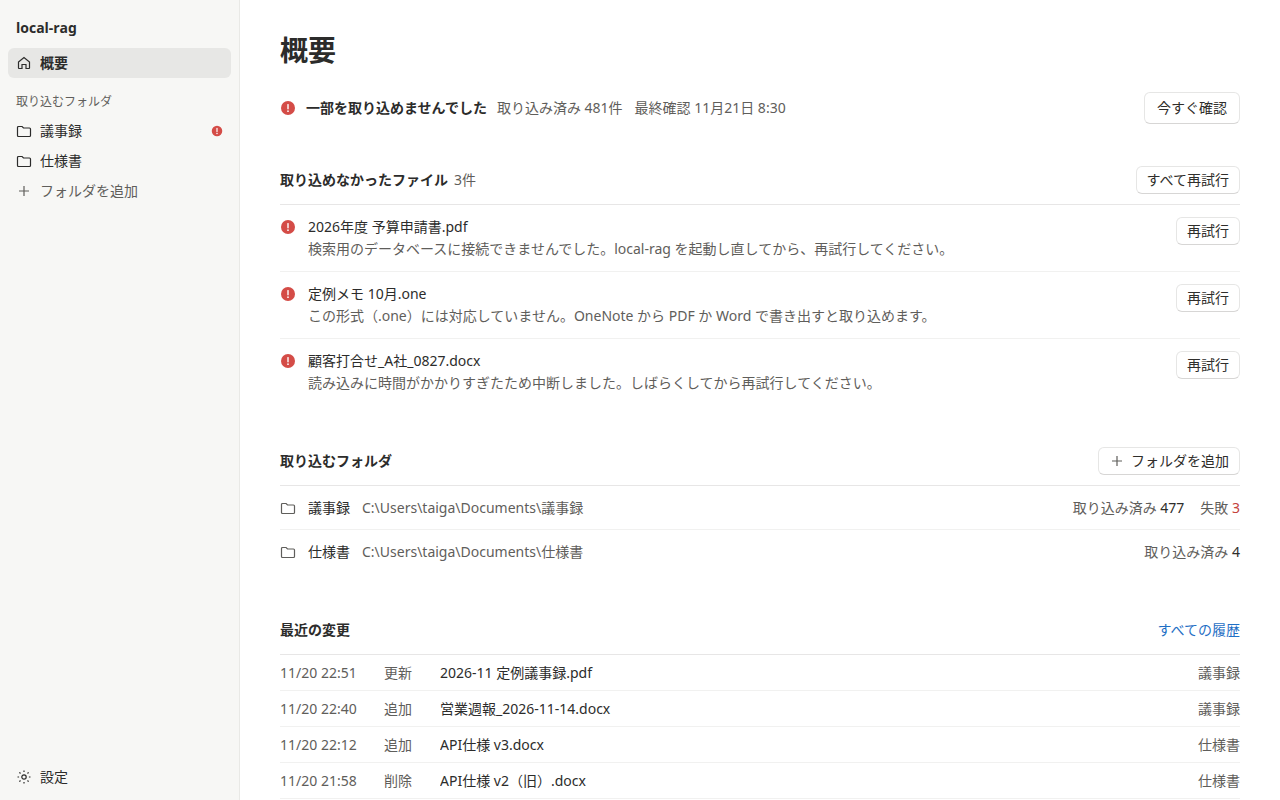 local-rag
概要
取り込むフォルダ
議事録
仕様書
フォルダを追加
設定
概要
一部を取り込めませんでした 取り込み済み 481件 最終確認 11月21日 8:30
今すぐ確認
取り込めなかったファイル 3件
すべて再試行
2026年度 予算申請書.pdf
検索用のデータベースに接続できませんでした。local-rag を起動し直してから、再試行してください。
再試行
定例メモ 10月.one
この形式（.one）には対応していません。OneNote から PDF か Word で書き出すと取り込めます。
再試行
顧客打合せ_A社_0827.docx
読み込みに時間がかかりすぎたため中断しました。しばらくしてから再試行してください。
再試行
取り込むフォルダ
フォルダを追加
議事録 C:\Users\taiga\Documents\議事録 取り込み済み 477 失敗 3
仕様書 C:\Users\taiga\Documents\仕様書 取り込み済み 4
最近の変更 すべての履歴
11/20 22:51 更新 2026-11 定例議事録.pdf 議事録
11/20 22:40 追加 営業週報_2026-11-14.docx 議事録
11/20 22:12 追加 API仕様 v3.docx 仕様書
11/20 21:58 削除 API仕様 v2（旧）.docx 仕様書